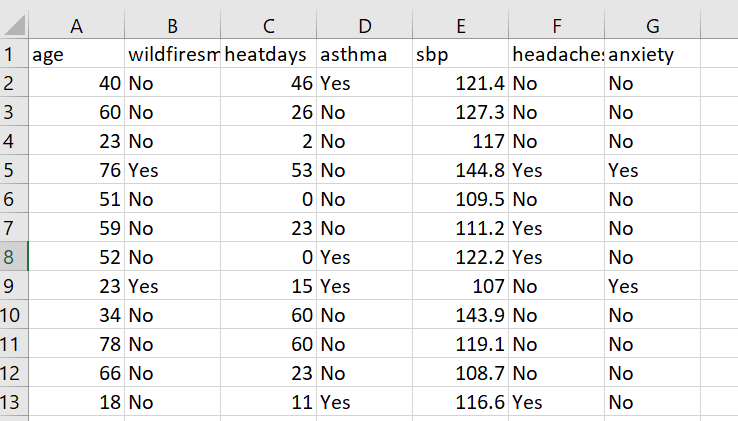 A B C D E F G
1 age wildfiresm heatdays asthma sbp headaches anxiety
2 40 No 46 Yes 121.4 No No
3 60 No 26 No 127.3 No No
4 23 No 2 No 117 No No
5 76 Yes 53 No 144.8 Yes Yes
6 51 No 0 No 109.5 No No
7 59 No 23 No 111.2 Yes No
8 52 No 0 Yes 122.2 Yes No
9 23 Yes 15 Yes 107 No Yes
10 34 No 60 No 143.9 No No
11 78 No 60 No 119.1 No No
12 66 No 23 No 108.7 No No
13 18 No 11 Yes 116.6 Yes No